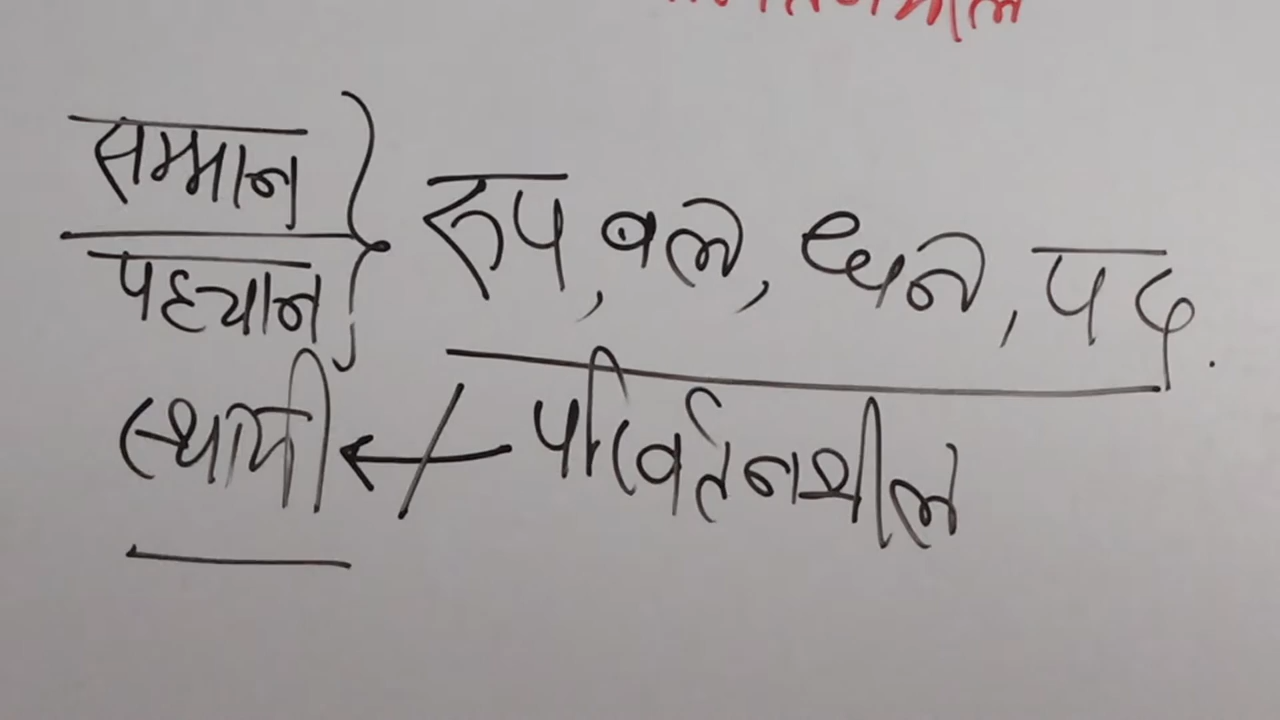 सम्मान
पहचान
रूप, बल, धन, पद.
स्थायी ← परिवर्तनशील